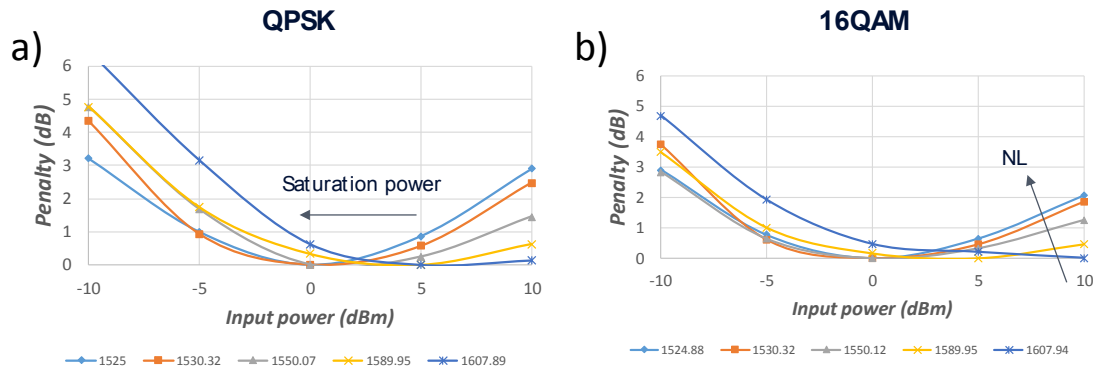 QPSK
a)
6
5
4
3
2
1
0
Penalty (dB)
Saturation power
-10 -5 0 5 10
Input power (dBm)
1525 1530.32 1550.07 1589.95 1607.89
16QAM
b)
6
5
4
3
2
1
0
Penalty (dB)
NL
-10 -5 0 5 10
Input power (dBm)
1524.88 1530.32 1550.12 1589.95 1607.94